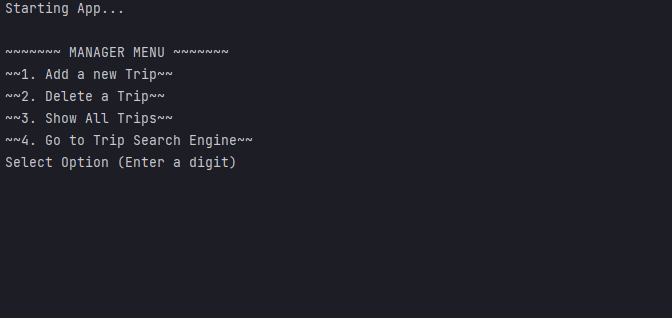 Starting App...
~~~~~~~ MANAGER MENU ~~~~~~~
~~1. Add a new Trip~~
~~2. Delete a Trip~~
~~3. Show All Trips~~
~~4. Go to Trip Search Engine~~
Select Option (Enter a digit)